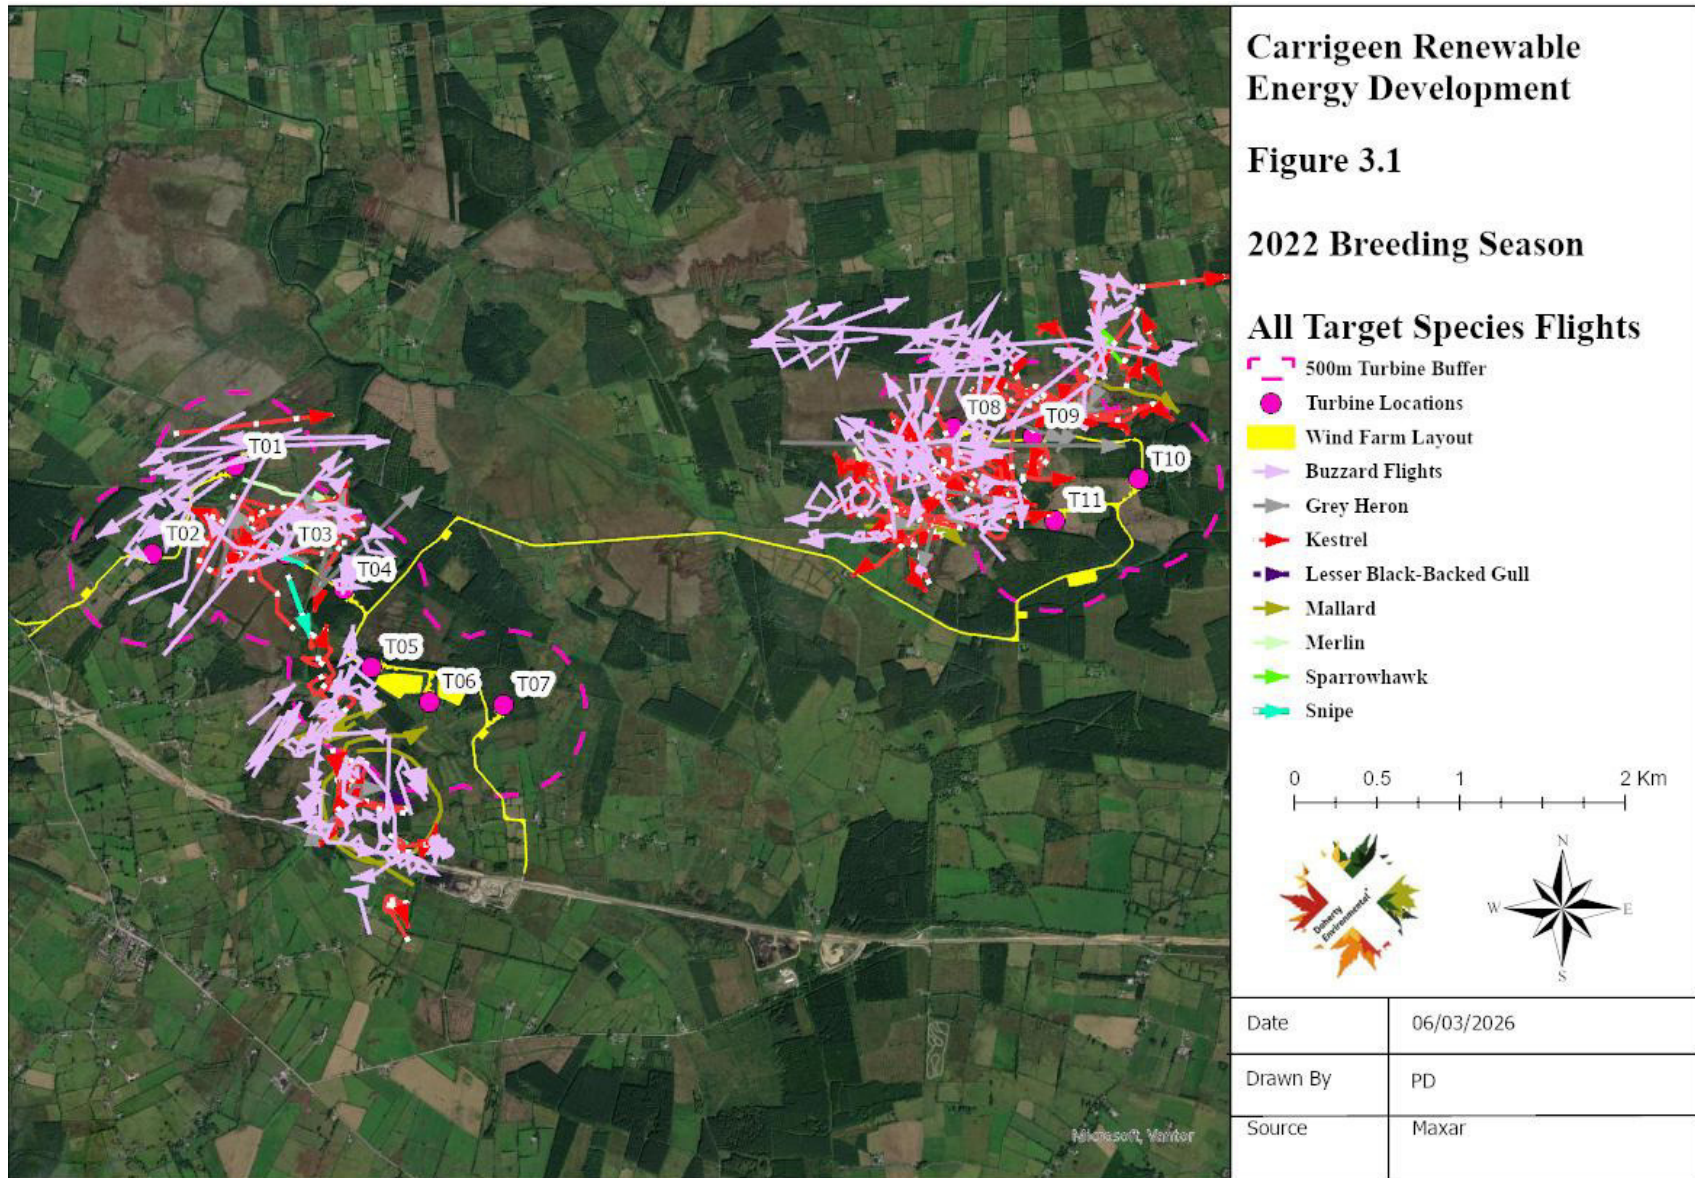 Carrigeen Renewable
Energy Development
Figure 3.1
2022 Breeding Season
All Target Species Flights
500m Turbine Buffer
Turbine Locations
Wind Farm Layout
Buzzard Flights
Grey Heron
Kestrel
Lesser Black-Backed Gull
Mallard
Merlin
Sparrowhawk
Snipe
0 0.5 1 2 Km
Doherty
Environmental
N
W E
S
Date 06/03/2026
Drawn By PD
Source Maxar
T01
T02
T03
T04
T05
T06
T07
T08
T09
T10
T11
Microsoft, Vantor